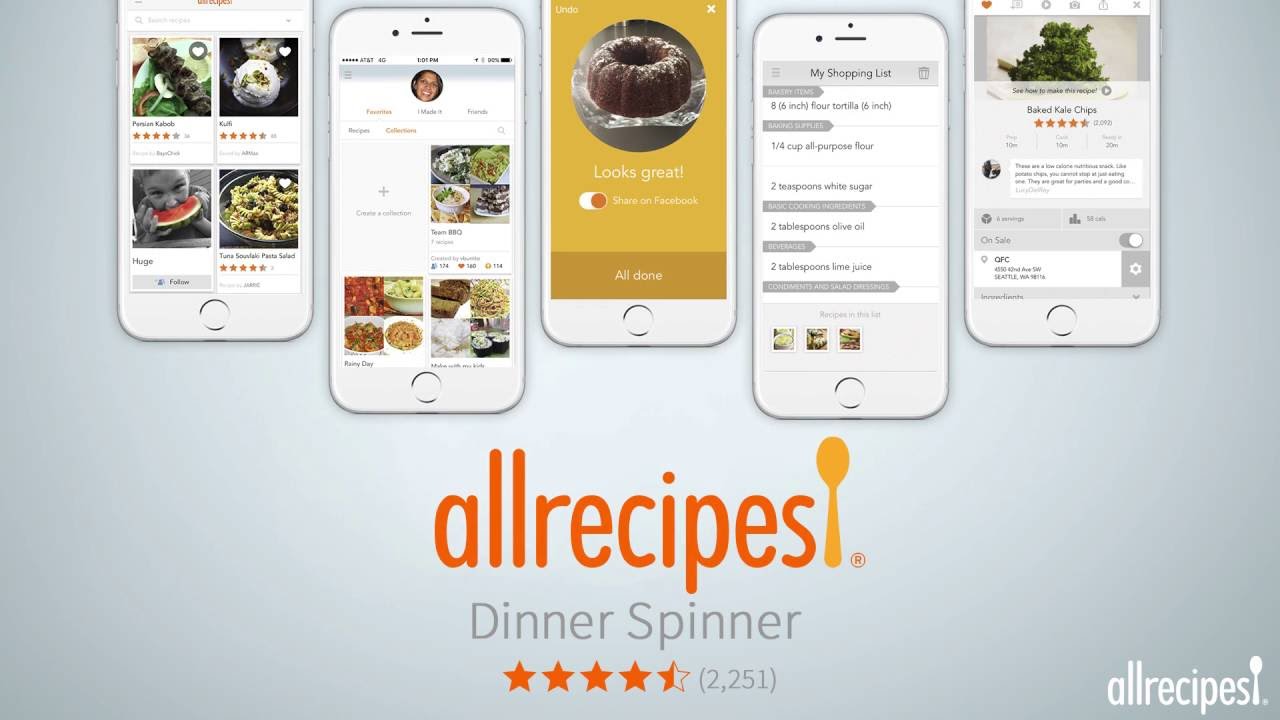 allrecipes!
Search recipes
Persian Kabob
34
Recipe by BapsChick
Kulfi
86
Saved by ARMax
Huge
Follow
Tuna Souvlaki Pasta Salad
3
Recipe by JARRIE
AT&T 4G
1:01 PM
90%
Favorites
I Made It
Friends
Recipes
Collections
+
Create a collection
Team BBQ
7 recipes
Created by vburrito
174
160
114
Rainy Day
Make with my kids
Undo
×
Looks great!
Share on Facebook
All done
My Shopping List
BAKERY ITEMS
8 (6 inch) flour tortilla (6 inch)
BAKING SUPPLIES
1/4 cup all-purpose flour
2 teaspoons white sugar
BASIC COOKING INGREDIENTS
2 tablespoons olive oil
BEVERAGES
2 tablespoons lime juice
CONDIMENTS AND SALAD DRESSINGS
Recipes in this list
See how to make this recipe!
Baked Kale Chips
(2,092)
Prep
10m
Cook
10m
Ready in
20m
These are a low calorie nutritious snack. Like
potato chips, you cannot stop at just eating
one. They are great for parties and a good co...
LucyDelRey
6 servings
58 cals
On Sale
QFC
4550 42nd Ave SW
SEATTLE, WA 98116
Ingredients
allrecipes!®
Dinner Spinner
(2,251)
allrecipes!®